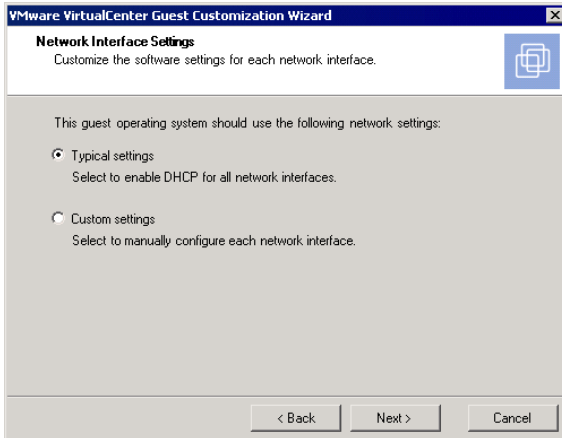 VMware VirtualCenter Guest Customization Wizard
Network Interface Settings
Customize the software settings for each network interface.
This guest operating system should use the following network settings:
Typical settings
Select to enable DHCP for all network interfaces.
Custom settings
Select to manually configure each network interface.
< Back Next > Cancel